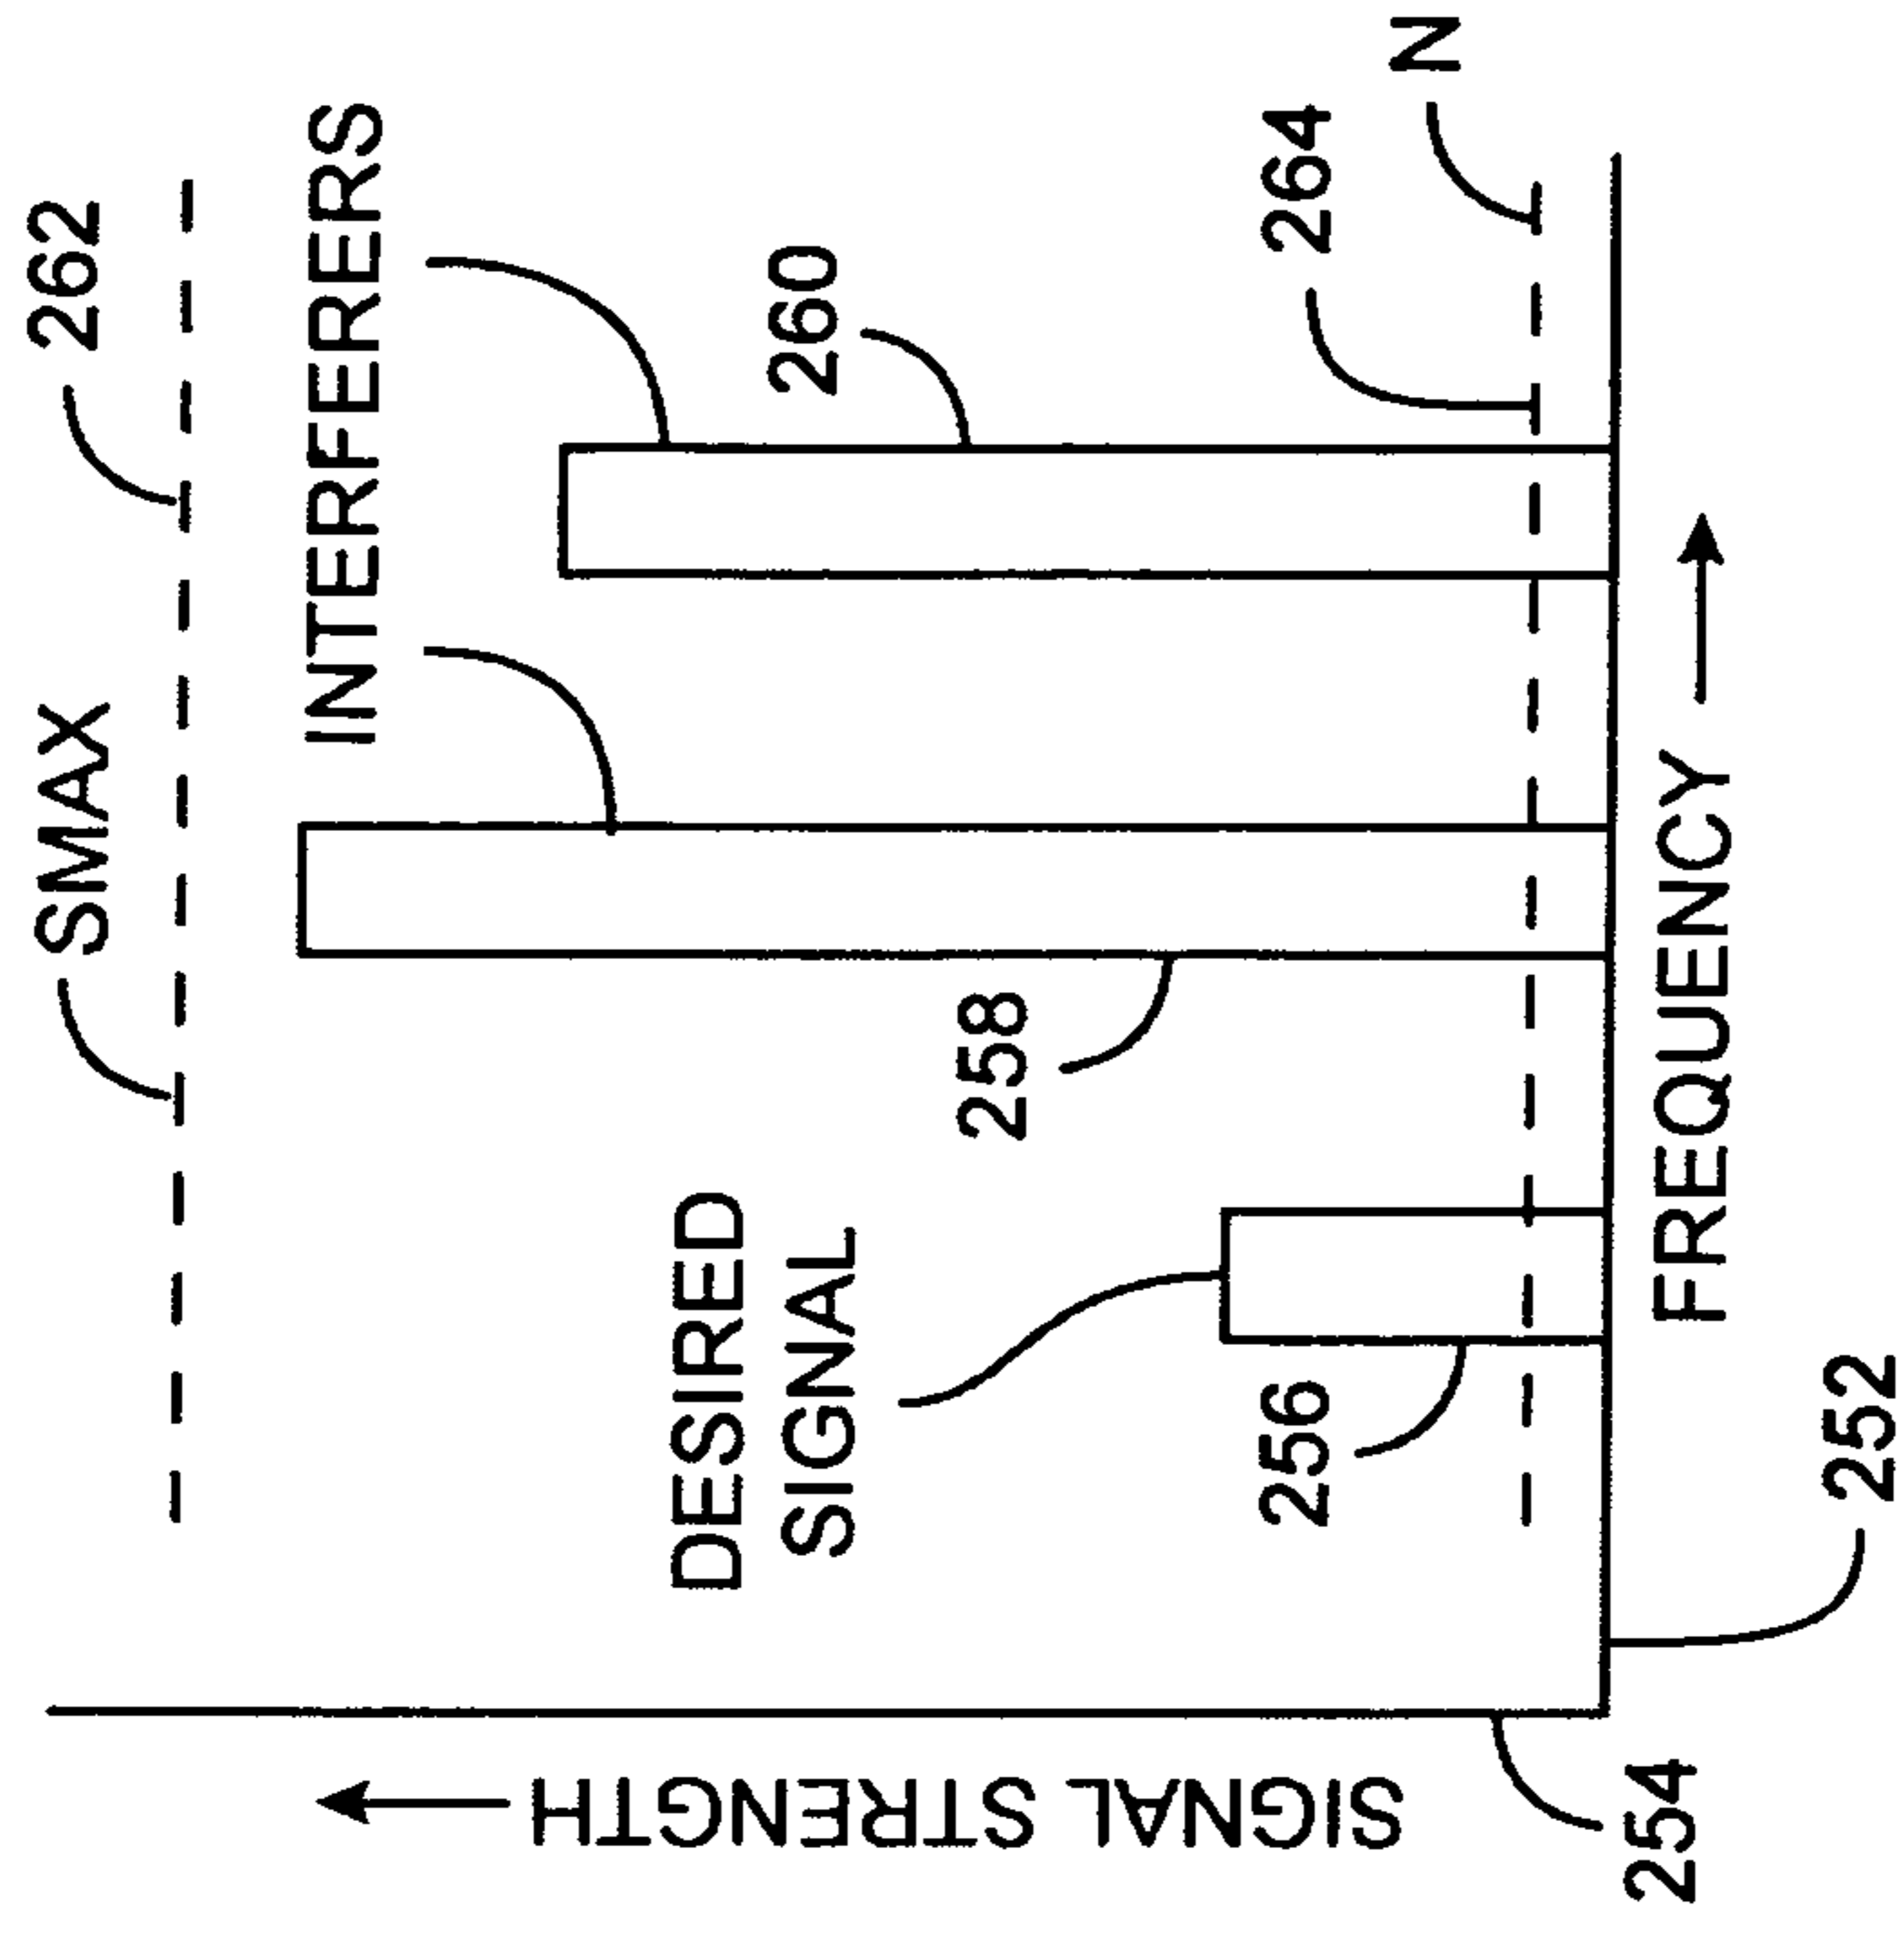 SMAX
262
INTERFERERS
DESIRED
SIGNAL
260
258
264
N
256
SIGNAL STRENGTH
FREQUENCY
254
252